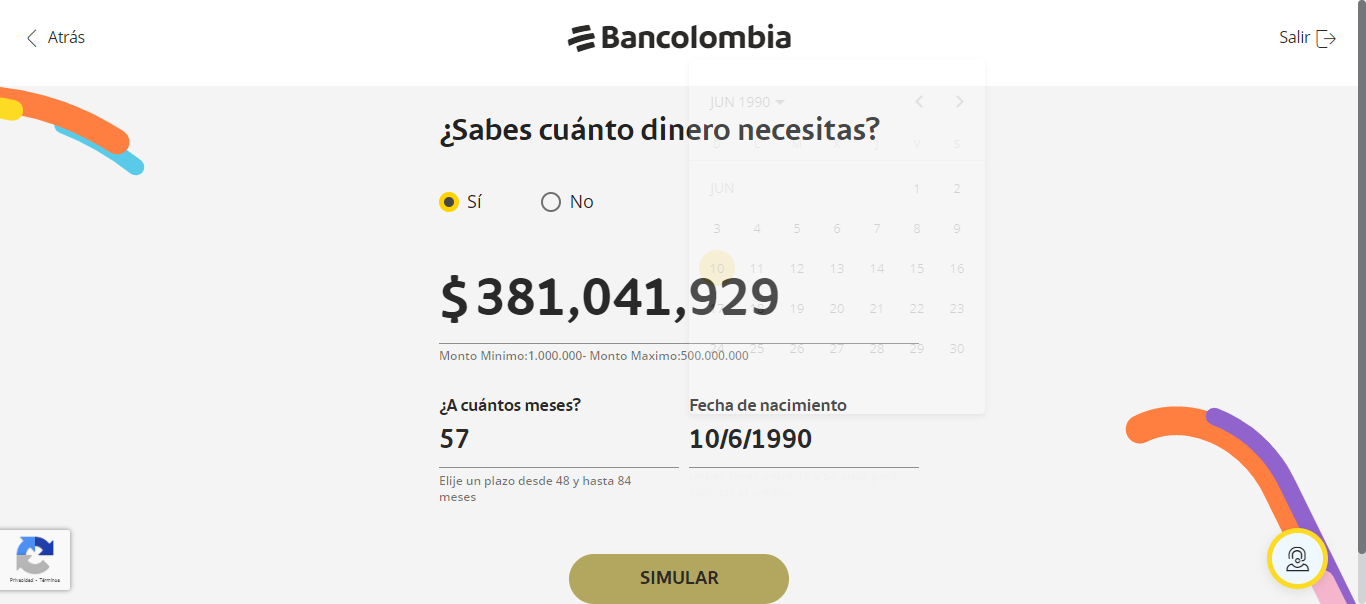 Atrás
Bancolombia
Salir
JUN 1990
¿Sabes cuánto dinero necesitas?
D L M X J V S
Sí
No
JUN 1 2
3 4 5 6 7 8 9
10 11 12 13 14 15 16
$ 381,041,929
17 18 19 20 21 22 23
24 25 26 27 28 29 30
Monto Minimo:1.000.000- Monto Maximo:500.000.000
¿A cuántos meses?
57
Elije un plazo desde 48 y hasta 84
meses
Fecha de nacimiento
10/6/1990
Privacidad - Términos
SIMULAR